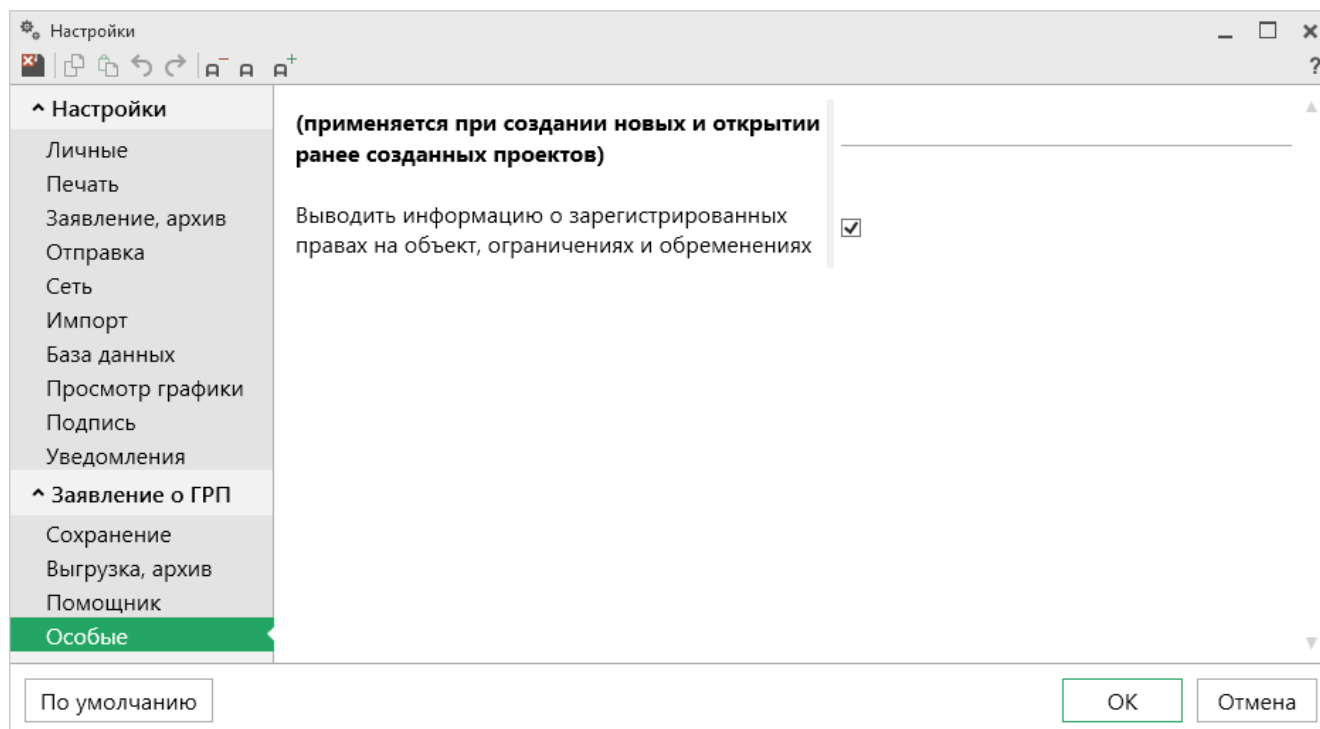 Настройки
А А А
?
Настройки
Личные
Печать
Заявление, архив
Отправка
Сеть
Импорт
База данных
Просмотр графики
Подпись
Уведомления
Заявление о ГРП
Сохранение
Выгрузка, архив
Помощник
Особые
(применяется при создании новых и открытии
ранее созданных проектов)
Выводить информацию о зарегистрированных
правах на объект, ограничениях и обременениях
По умолчанию
ОК
Отмена